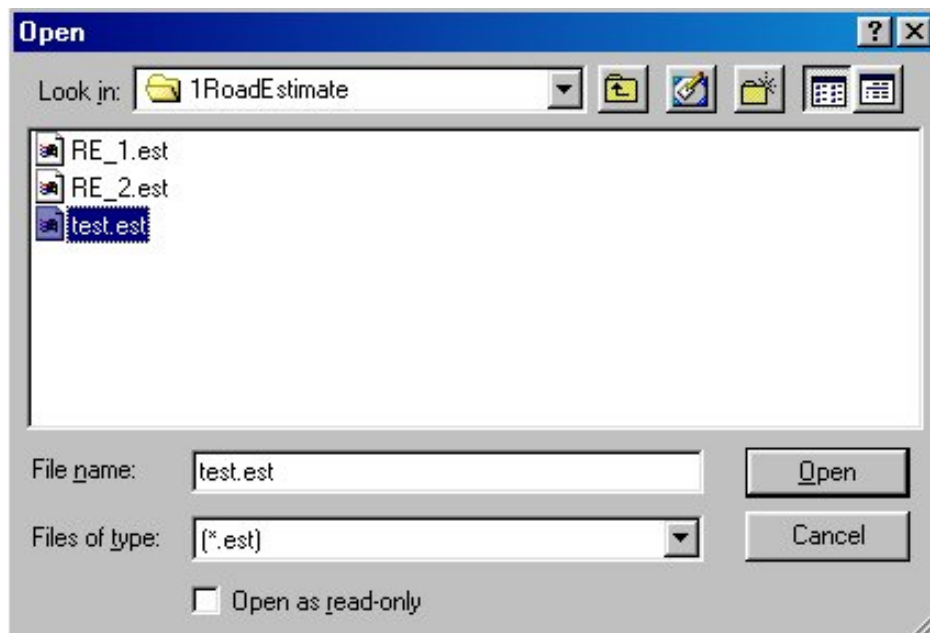 Open
Look in: 1RoadEstimate
RE_1.est
RE_2.est
test.est
File name: test.est Open
Files of type: (*.est) Cancel
Open as read-only